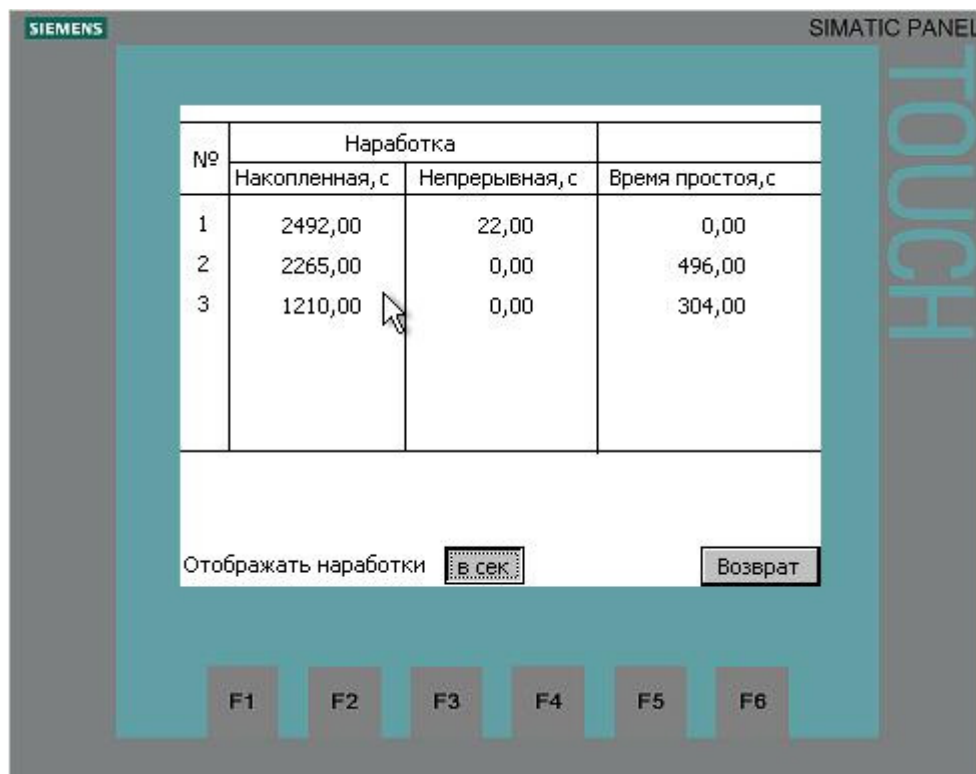 SIEMENS
SIMATIC PANEL
TOUCH
№ Наработка
Накопленная, с Непрерывная, с Время простоя,с
1 2492,00 22,00 0,00
2 2265,00 0,00 496,00
3 1210,00 0,00 304,00
Отображать наработки в сек Возврат
F1 F2 F3 F4 F5 F6